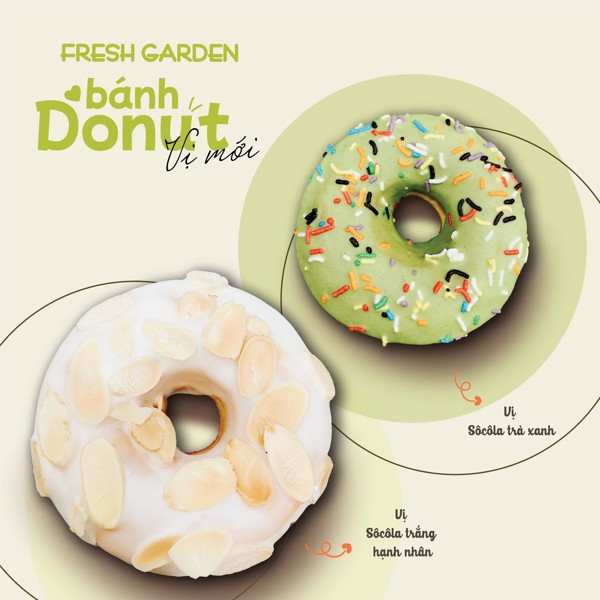 FRESH GARDEN
bánh
Donut
Vị mới
Vị
Sôcôla trà xanh
Vị
Sôcôla trắng
hạnh nhân